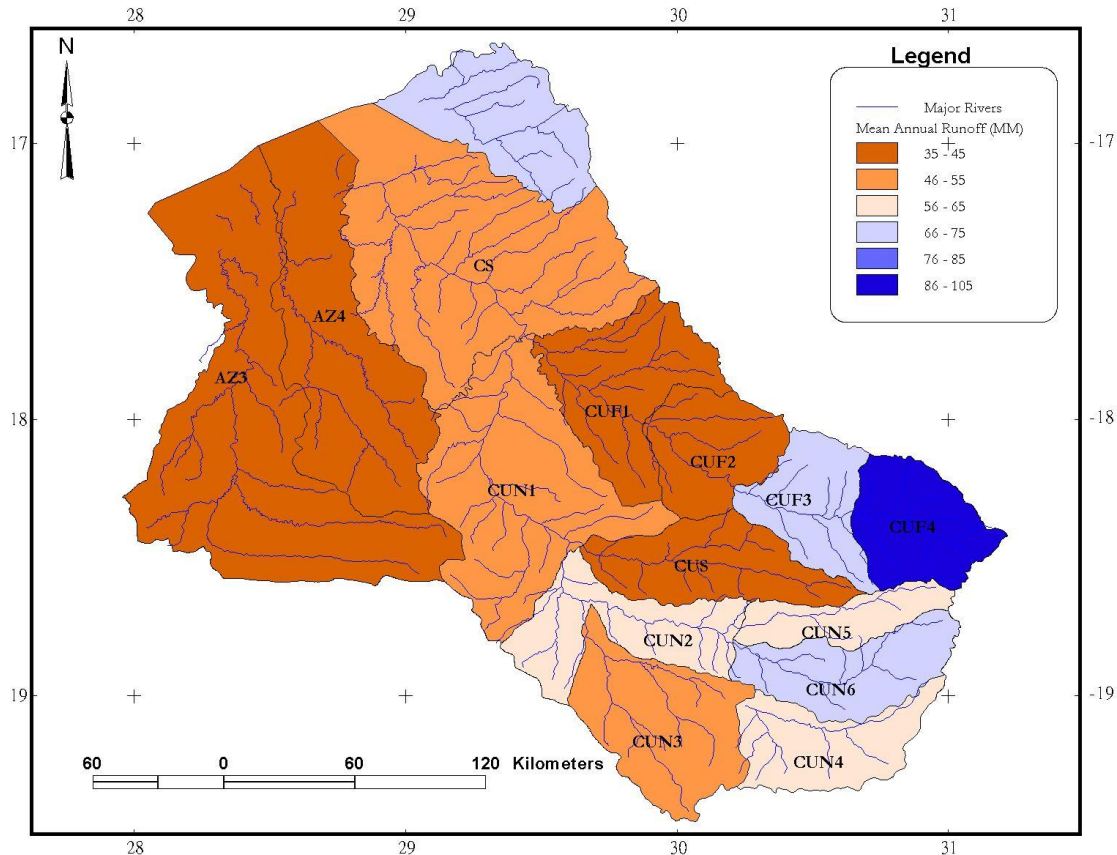 28 29 30 31
N
Legend
Major Rivers
Mean Annual Runoff (MM)
35 - 45
46 - 55
56 - 65
66 - 75
76 - 85
86 - 105
17 -17
CS
AZ4
AZ3
18 -18
CUF1
CUF2
CUF3
CUN1
CUF4
CUS
CUN2
CUN5
19 -19
CUN6
CUN3
CUN4
60 0 60 120 Kilometers
28 29 30 31